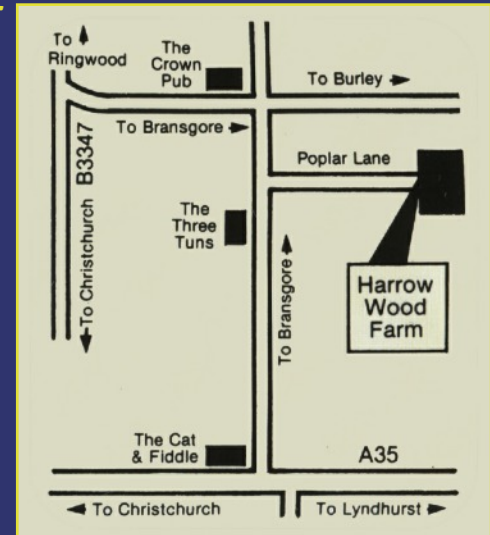 To
Ringwood
The
Crown
Pub
To Burley
To Bransgore
B3347
Poplar Lane
The
Three
Tuns
To Christchurch
To Bransgore
Harrow
Wood
Farm
The Cat
& Fiddle
A35
To Christchurch
To Lyndhurst